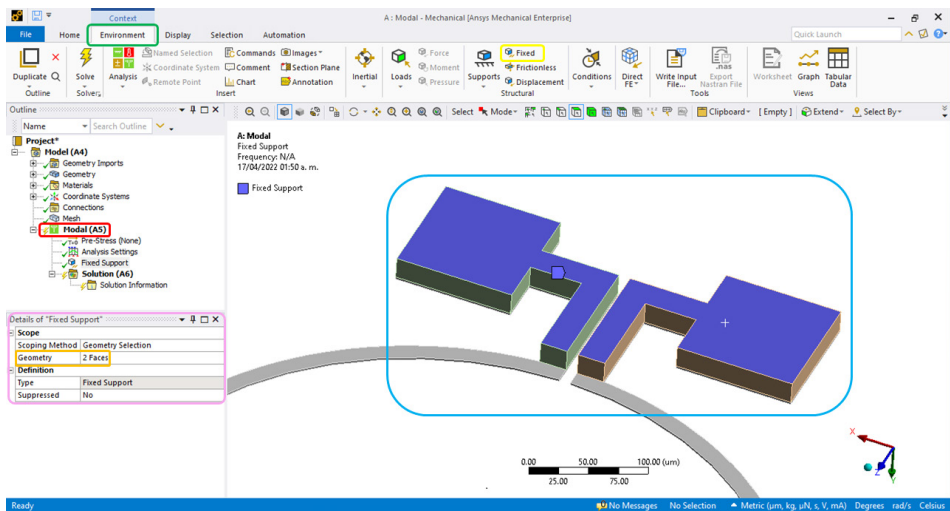 Context
A : Modal - Mechanical [Ansys Mechanical Enterprise]
File Home Environment Display Selection Automation Quick Launch
Named Selection Commands Images Force Fixed
Coordinate System Comment Section Plane Moment Frictionless
Remote Point Chart Annotation Pressure Displacement
Duplicate Solve Analysis Inertial Loads Supports Conditions Direct FE Write Input File... Export Nastran File Worksheet Graph Tabular Data
.nas
Outline Solver Insert Structural Tools Views
Outline
Name Search Outline
Select Mode Clipboard [ Empty ] Extend Select By
Project*
Model (A4)
Geometry Imports
Geometry
Materials
Coordinate Systems
Connections
Mesh
Modal (A5)
T=0 Pre-Stress (None)
Analysis Settings
Fixed Support
Solution (A6)
Solution Information
A: Modal
Fixed Support
Frequency: N/A
17/04/2022 01:50 a. m.
Fixed Support
Details of "Fixed Support"
Scope
Scoping Method Geometry Selection
Geometry 2 Faces
Definition
Type Fixed Support
Suppressed No
0.00 50.00 100.00 (um)
25.00 75.00
X
Y
Z
Ready No Messages No Selection Metric (µm, kg, µN, s, V, mA) Degrees rad/s Celsius